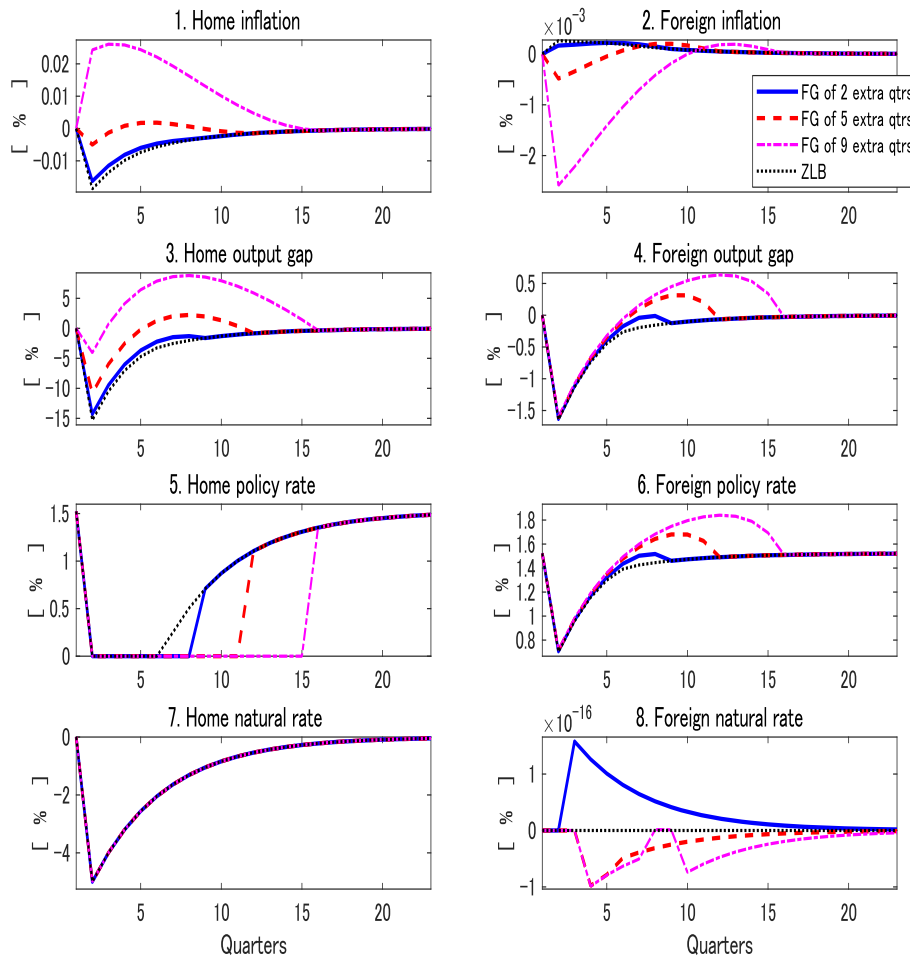 1. Home inflation
0.02
0.01
0
-0.01
[ % ]
5 10 15 20
2. Foreign inflation
×10⁻³
0
-1
-2
[ % ]
5 10 15 20
FG of 2 extra qtrs
FG of 5 extra qtrs
FG of 9 extra qtrs
ZLB
3. Home output gap
5
0
-5
-10
-15
[ % ]
5 10 15 20
4. Foreign output gap
0.5
0
-0.5
-1
-1.5
[ % ]
5 10 15 20
5. Home policy rate
1.5
1
0.5
0
[ % ]
5 10 15 20
6. Foreign policy rate
1.8
1.6
1.4
1.2
1
0.8
[ % ]
5 10 15 20
7. Home natural rate
0
-2
-4
[ % ]
5 10 15 20
Quarters
8. Foreign natural rate
×10⁻¹⁶
1
0
-1
[ % ]
5 10 15 20
Quarters